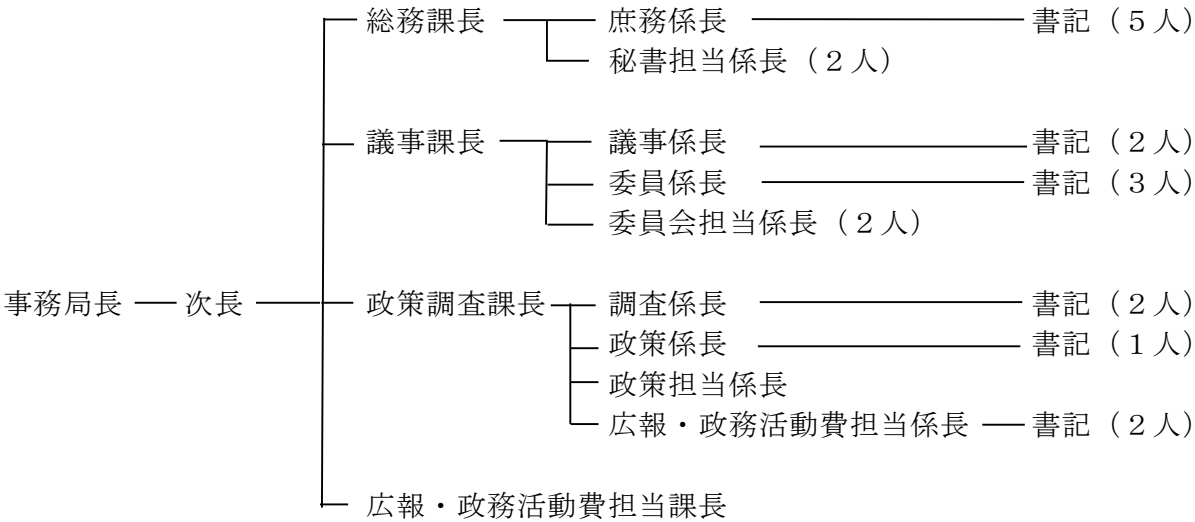 総務課長 庶務係長 書記（５人）
秘書担当係長（２人）
議事課長 議事係長 書記（２人）
委員係長 書記（３人）
委員会担当係長（２人）
事務局長 次長 政策調査課長 調査係長 書記（２人）
政策係長 書記（１人）
政策担当係長
広報・政務活動費担当係長 書記（２人）
広報・政務活動費担当課長